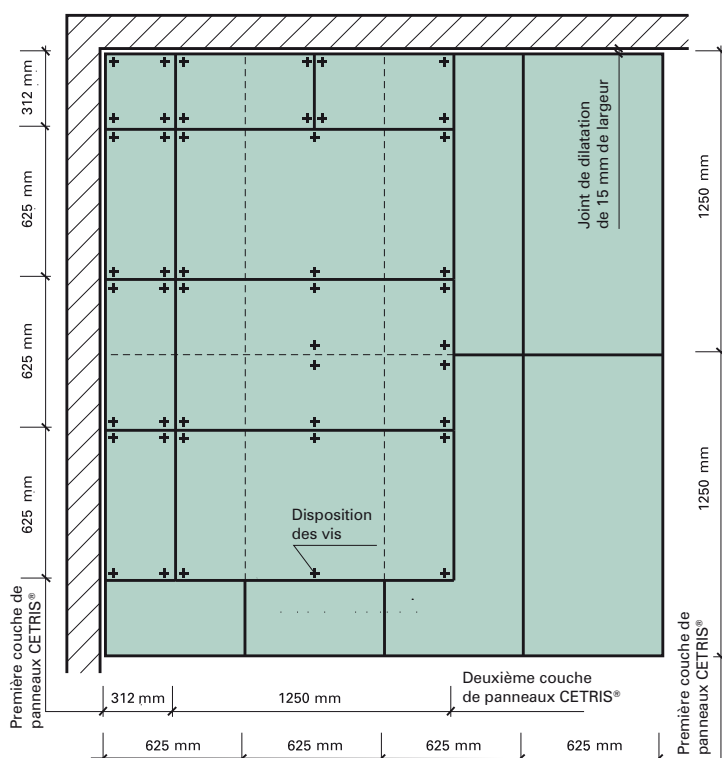 312 mm
625 mm
625 mm
625 mm
Joint de dilatation
de 15 mm de largeur
1250 mm
1250 mm
Disposition
des vis
Première couche de
panneaux CETRIS®
Deuxième couche
de panneaux CETRIS®
Première couche de
panneaux CETRIS®
312 mm
1250 mm
625 mm
625 mm
625 mm
625 mm